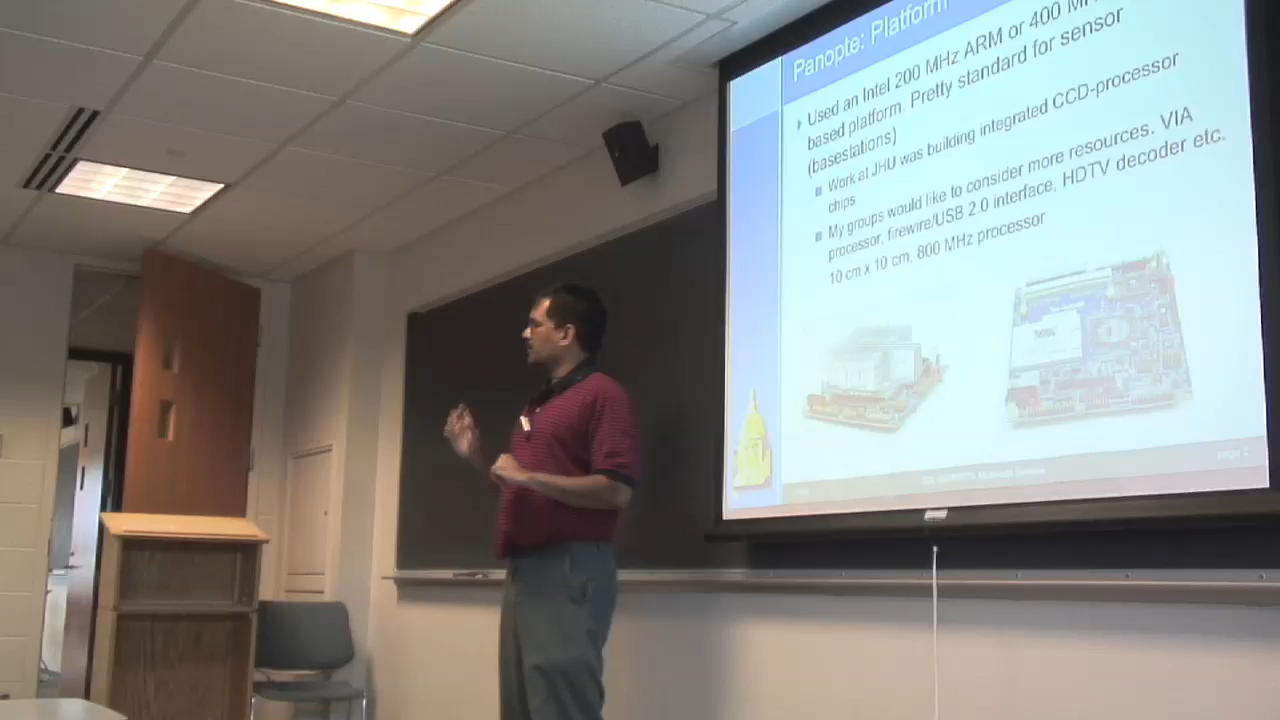 Panopte: Platform
Used an Intel 200 MHz ARM or 400 MH
based platform. Pretty standard for sensor
(basestations)
Work at JHU was building integrated CCD-processor
chips
My groups would like to consider more resources. VIA
processor, firewire/USB 2.0 interface, HDTV decoder etc.
10 cm x 10 cm, 800 MHz processor
page